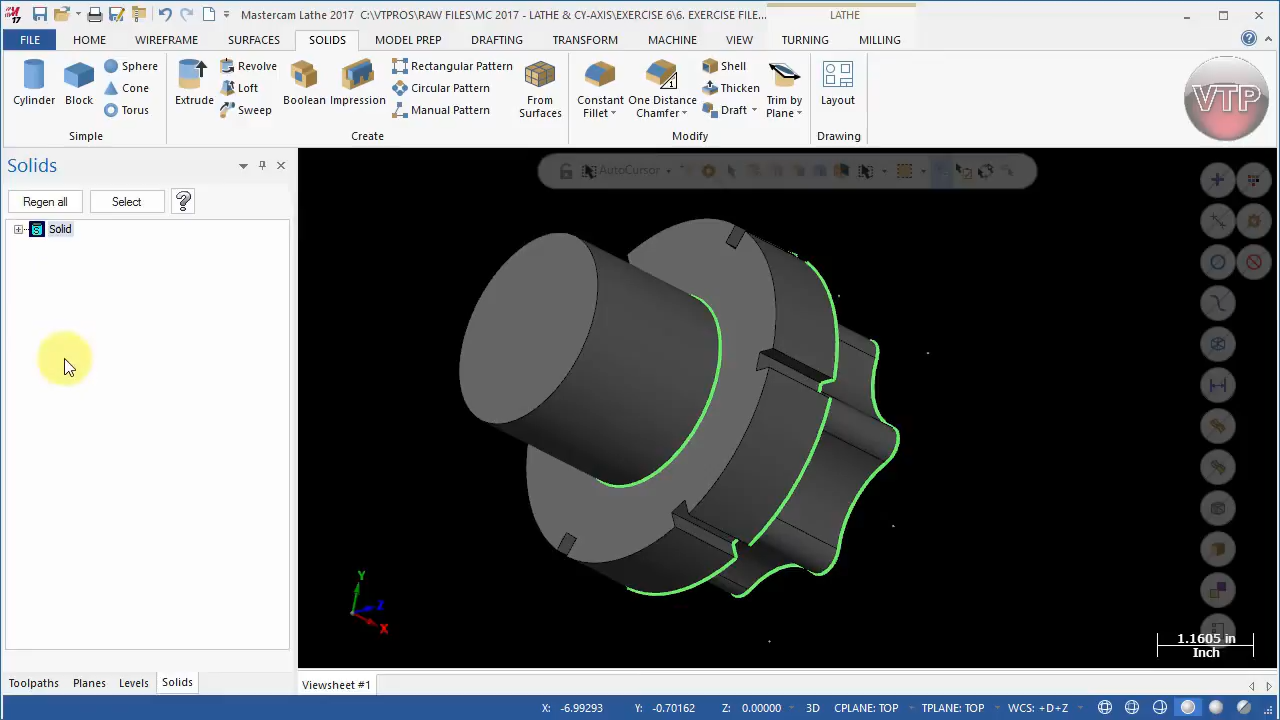 17
Mastercam Lathe 2017 C:\VTPROS\RAW FILES\MC 2017 - LATHE & CY-AXIS\EXERCISE 6\6. EXERCISE FILE...
LATHE
FILE HOME WIREFRAME SURFACES SOLIDS MODEL PREP DRAFTING TRANSFORM MACHINE VIEW TURNING MILLING
Cylinder
Block
Sphere
Cone
Torus
Simple
Extrude
Revolve
Loft
Sweep
Boolean
Impression
Rectangular Pattern
Circular Pattern
Manual Pattern
From
Surfaces
Create
Constant
Fillet
One Distance
Chamfer
Shell
Thicken
Draft
Trim by
Plane
Modify
Layout
Drawing
VTP
Solids
Regen all Select
Solid
AutoCursor
Y
Z
X
1.1605 in
Inch
Toolpaths Planes Levels Solids
Viewsheet #1
X: -6.99293 Y: -0.70162 Z: 0.00000 3D CPLANE: TOP TPLANE: TOP WCS: +D+Z